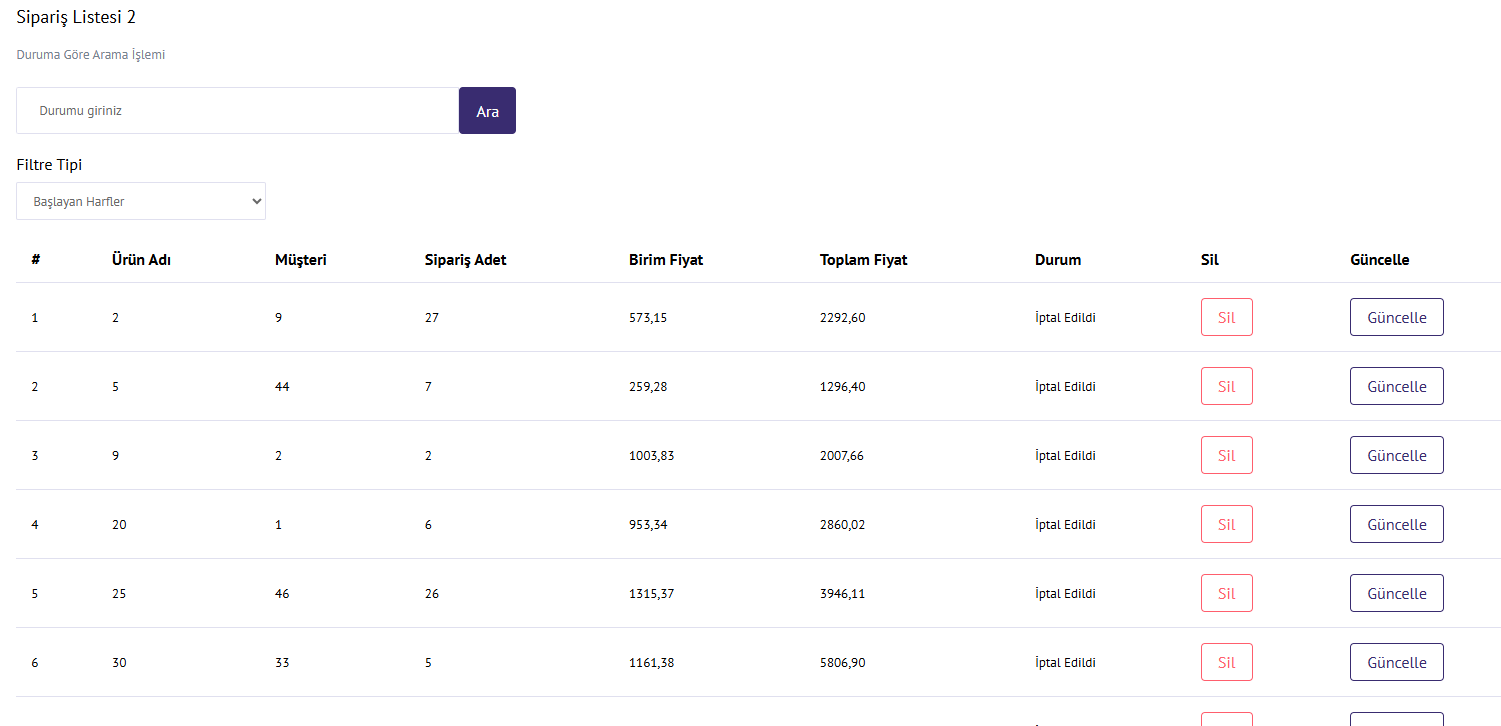 Sipariş Listesi 2
Duruma Göre Arama İşlemi
Durumu giriniz Ara
Filtre Tipi
Başlayan Harfler
# Ürün Adı Müşteri Sipariş Adet Birim Fiyat Toplam Fiyat Durum Sil Güncelle
1 2 9 27 573,15 2292,60 İptal Edildi Sil Güncelle
2 5 44 7 259,28 1296,40 İptal Edildi Sil Güncelle
3 9 2 2 1003,83 2007,66 İptal Edildi Sil Güncelle
4 20 1 6 953,34 2860,02 İptal Edildi Sil Güncelle
5 25 46 26 1315,37 3946,11 İptal Edildi Sil Güncelle
6 30 33 5 1161,38 5806,90 İptal Edildi Sil Güncelle